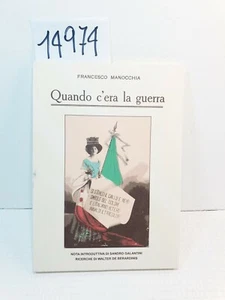 14974
FRANCESCO MANOCCHIA
Quando c'era la guerra
NOTA INTRODUTTIVA DI SANDRO GALANTINI
RICERCHE DI WALTER DE BERARDINIS